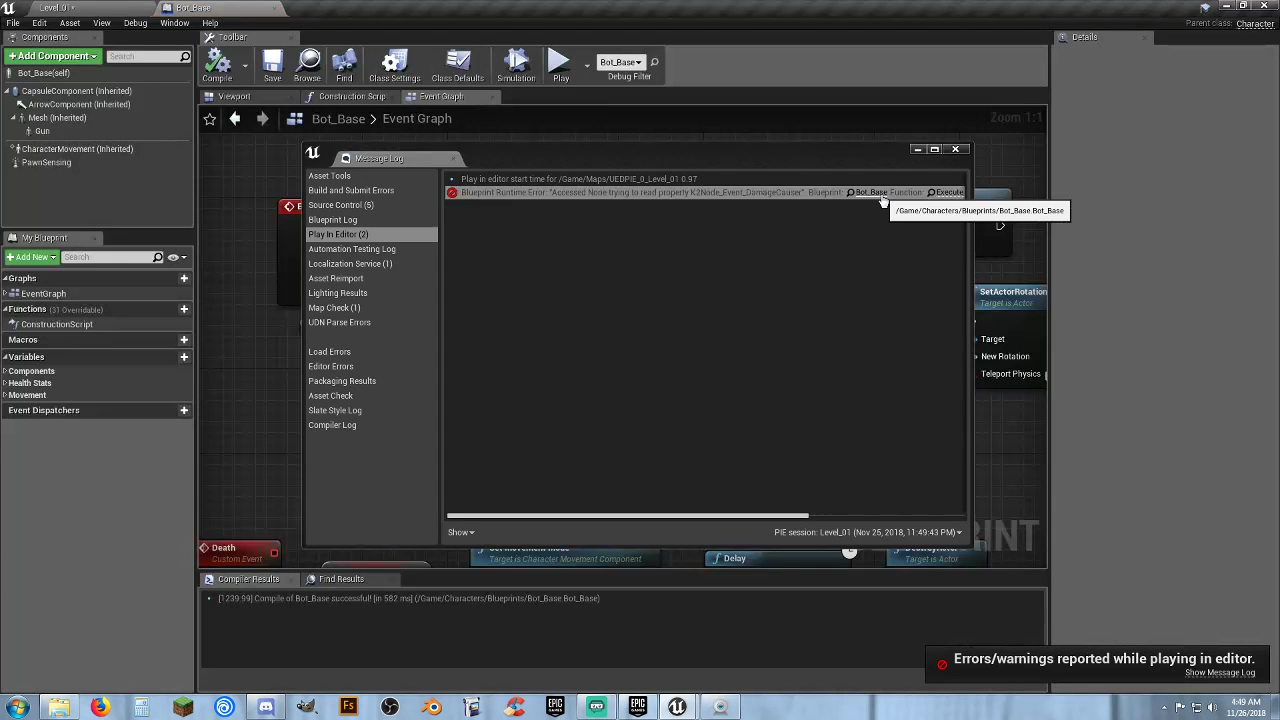 Level_01*
Bot_Base
File Edit Asset View Debug Window Help
Parent class: Character
Components
+ Add Component
Search
Bot_Base(self)
CapsuleComponent (Inherited)
ArrowComponent (Inherited)
Mesh (Inherited)
Gun
CharacterMovement (Inherited)
PawnSensing
My Blueprint
+ Add New
Search
Graphs
EventGraph
Functions (31 Overridable)
ConstructionScript
Macros
Variables
Components
Health Stats
Movement
Event Dispatchers
Toolbar
Compile
Save
Browse
Find
Class Settings
Class Defaults
Simulation
Play
Bot_Base
Debug Filter
Viewport
Construction Scrip
Event Graph
Bot_Base > Event Graph
Zoom 1:1
Message Log
Asset Tools
Build and Submit Errors
Source Control (5)
Blueprint Log
Play In Editor (2)
Automation Testing Log
Localization Service (1)
Asset Reimport
Lighting Results
Map Check (1)
UDN Parse Errors
Load Errors
Editor Errors
Packaging Results
Asset Check
Slate Style Log
Compiler Log
Play in editor start time for /Game/Maps/UEDPIE_0_Level_01 0.97
Blueprint Runtime Error: "Accessed None trying to read property K2Node_Event_DamageCauser". Blueprint: Bot_Base Function: Execute
/Game/Characters/Blueprints/Bot_Base.Bot_Base
Show
PIE session: Level_01 (Nov 25, 2018, 11:49:43 PM)
SetActorRotation
Target is Actor
Target
New Rotation
Teleport Physics
Death
Custom Event
Target is Character Movement Component
Delay
Target is Actor
Compiler Results
Find Results
[1239.99] Compile of Bot_Base successful! [in 582 ms] (/Game/Characters/Blueprints/Bot_Base.Bot_Base)
Details
Errors/warnings reported while playing in editor.
Show Message Log
Fs
EPIC GAMES
EPIC GAMES
4:49 AM
11/26/2018